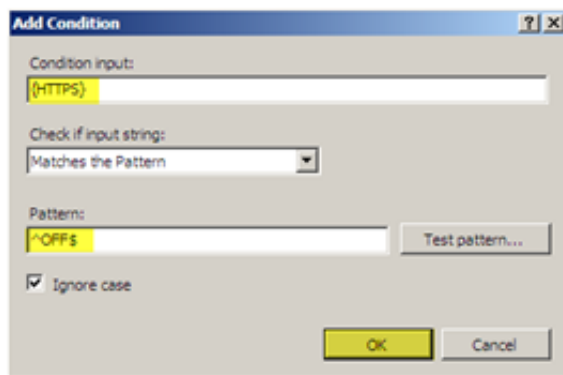 Add Condition
Condition input:
{HTTPS}
Check if input string:
Matches the Pattern
Pattern:
^OFF$
Test pattern...
Ignore case
OK
Cancel